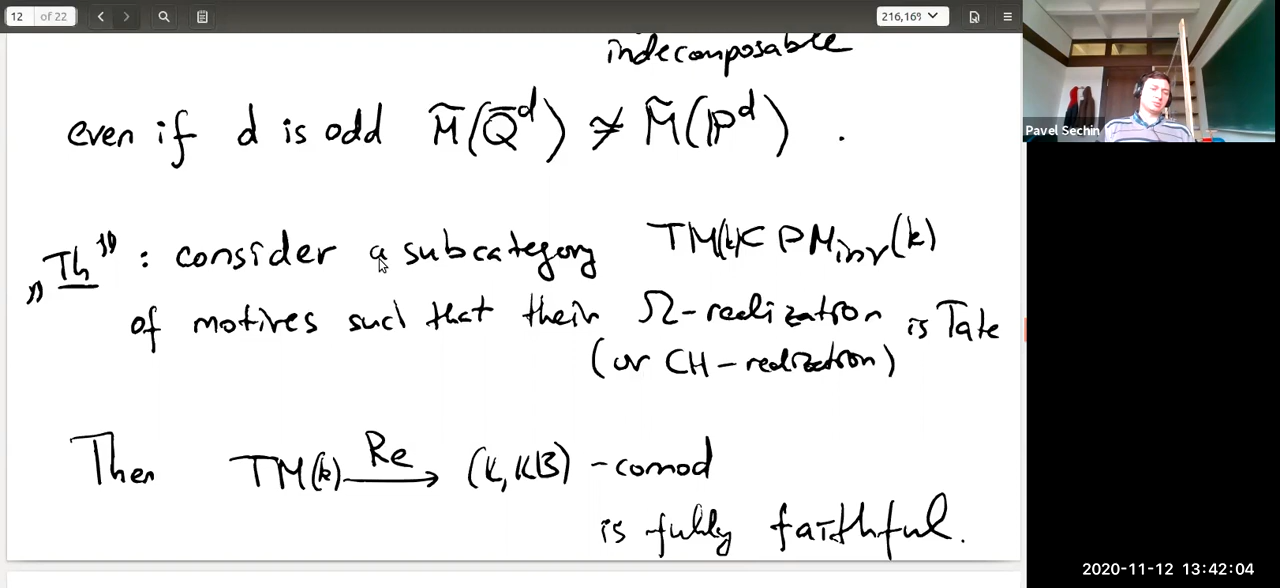 12 of 22
216,169
indecomposable
even if d is odd M̃(Q̄^d) ≄ M̃(P^d) .
Pavel Sechin
„Th" : consider a subcategory TM(k) ⊂ PM_inv(k)
of motives such that their Ω-realization is Tate
(or CH-realization)
Then TM(k) —Re→ (K, KB) -comod
is fully faithful.
2020-11-12 13:42:04